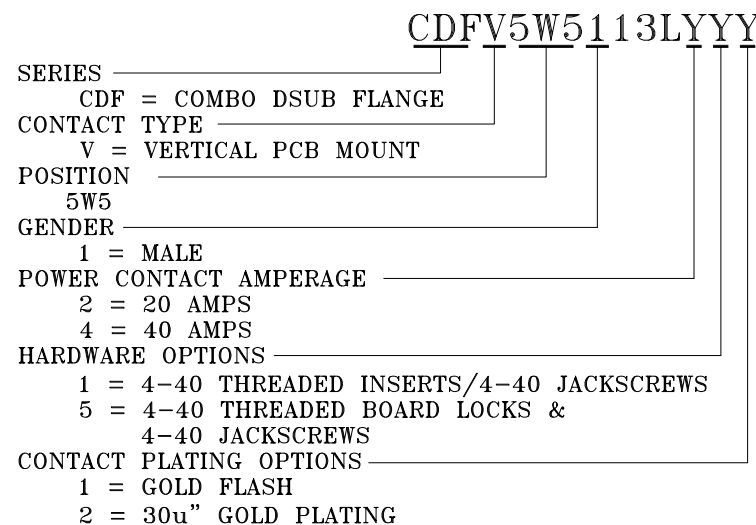 CDFV5W5113LYYY
SERIES
CDF = COMBO DSUB FLANGE
CONTACT TYPE
V = VERTICAL PCB MOUNT
POSITION
5W5
GENDER
1 = MALE
POWER CONTACT AMPERAGE
2 = 20 AMPS
4 = 40 AMPS
HARDWARE OPTIONS
1 = 4-40 THREADED INSERTS/4-40 JACKSCREWS
5 = 4-40 THREADED BOARD LOCKS &
4-40 JACKSCREWS
CONTACT PLATING OPTIONS
1 = GOLD FLASH
2 = 30u" GOLD PLATING